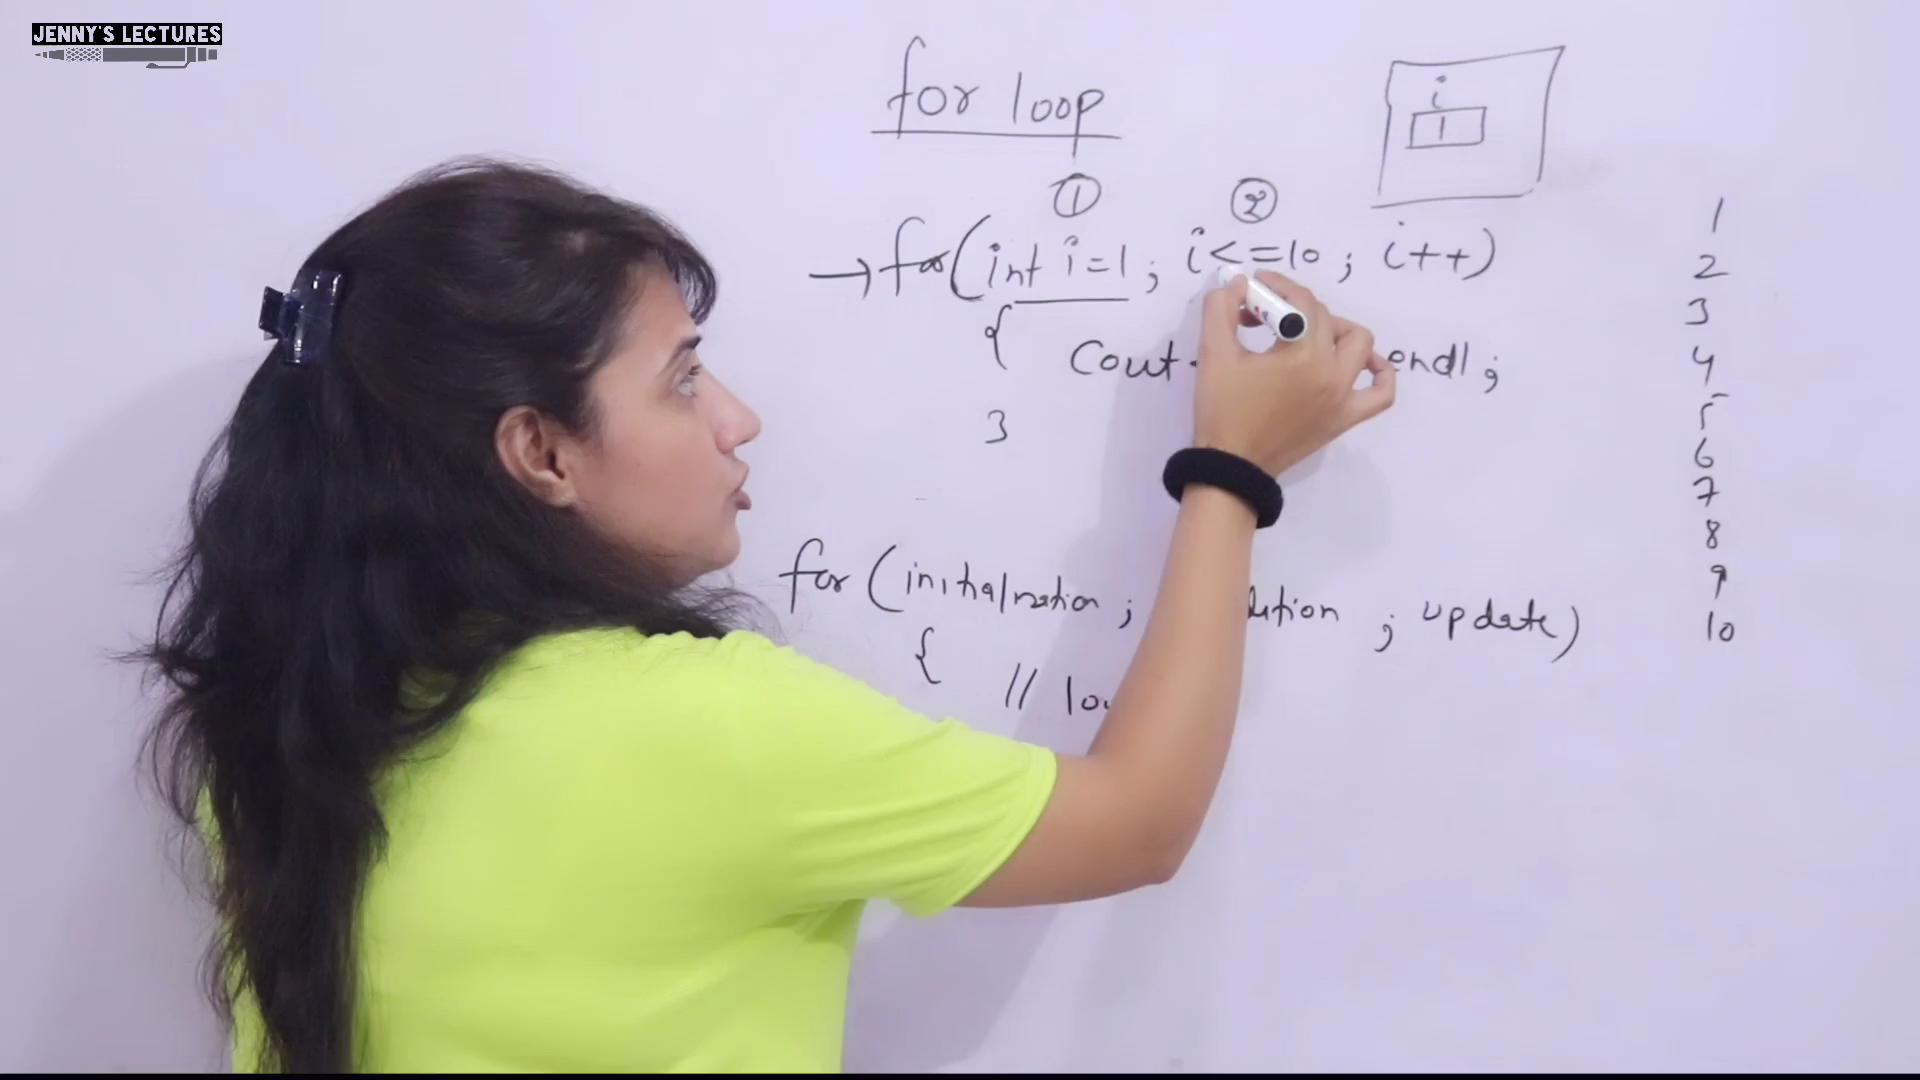 JENNY'S LECTURES
for loop
i
1
① ②
→ for(int i=1; i<=10; i++)
{ Cout endl;
}
for (initialization ; ; update)
{ //
1
2
3
4
5
6
7
8
9
10